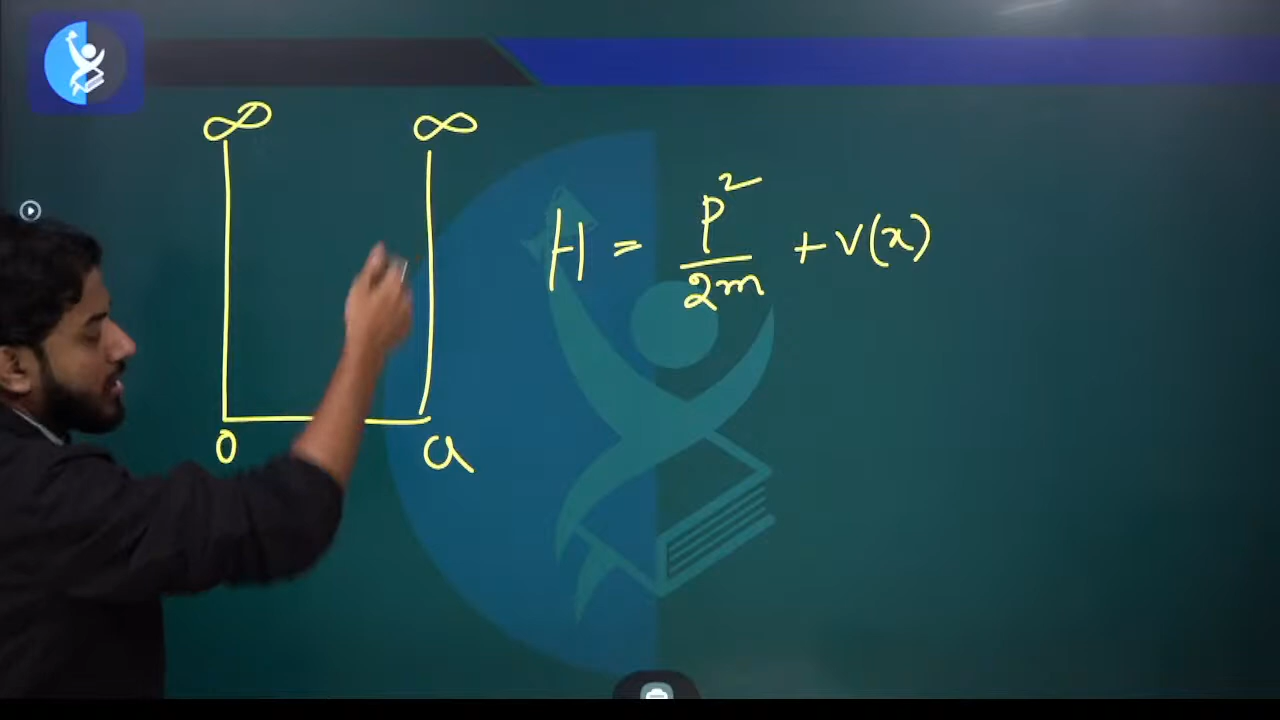 ∞ ∞
H = p²/2m + V(x)
0 a